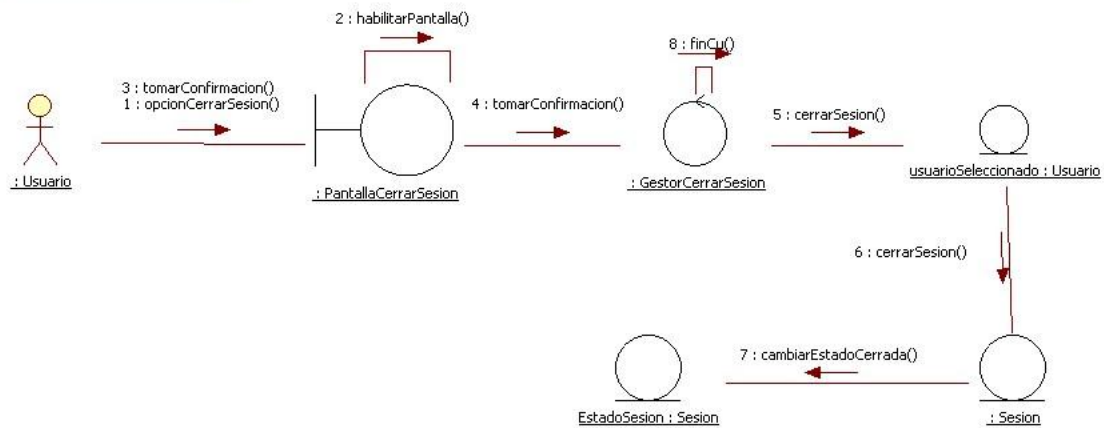 2 : habilitarPantalla()
8 : finCu()
3 : tomarConfirmacion()
1 : opcionCerrarSesion()
4 : tomarConfirmacion()
5 : cerrarSesion()
: Usuario
: PantallaCerrarSesion
: GestorCerrarSesion
usuarioSeleccionado : Usuario
6 : cerrarSesion()
7 : cambiarEstadoCerrada()
EstadoSesion : Sesion
: Sesion